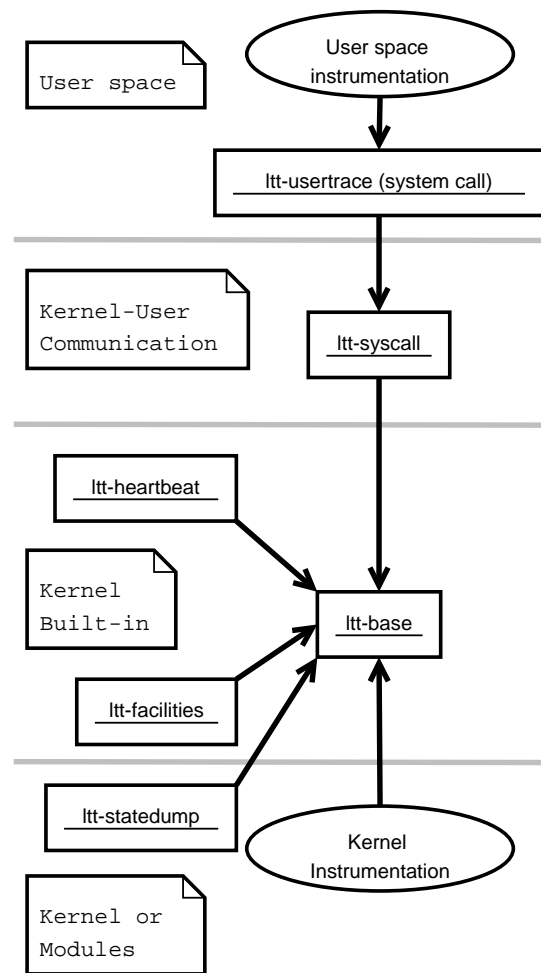 User space
instrumentation
User space
ltt-usertrace (system call)
Kernel-User
Communication
ltt-syscall
ltt-heartbeat
Kernel
Built-in
ltt-base
ltt-facilities
ltt-statedump
Kernel
Instrumentation
Kernel or
Modules